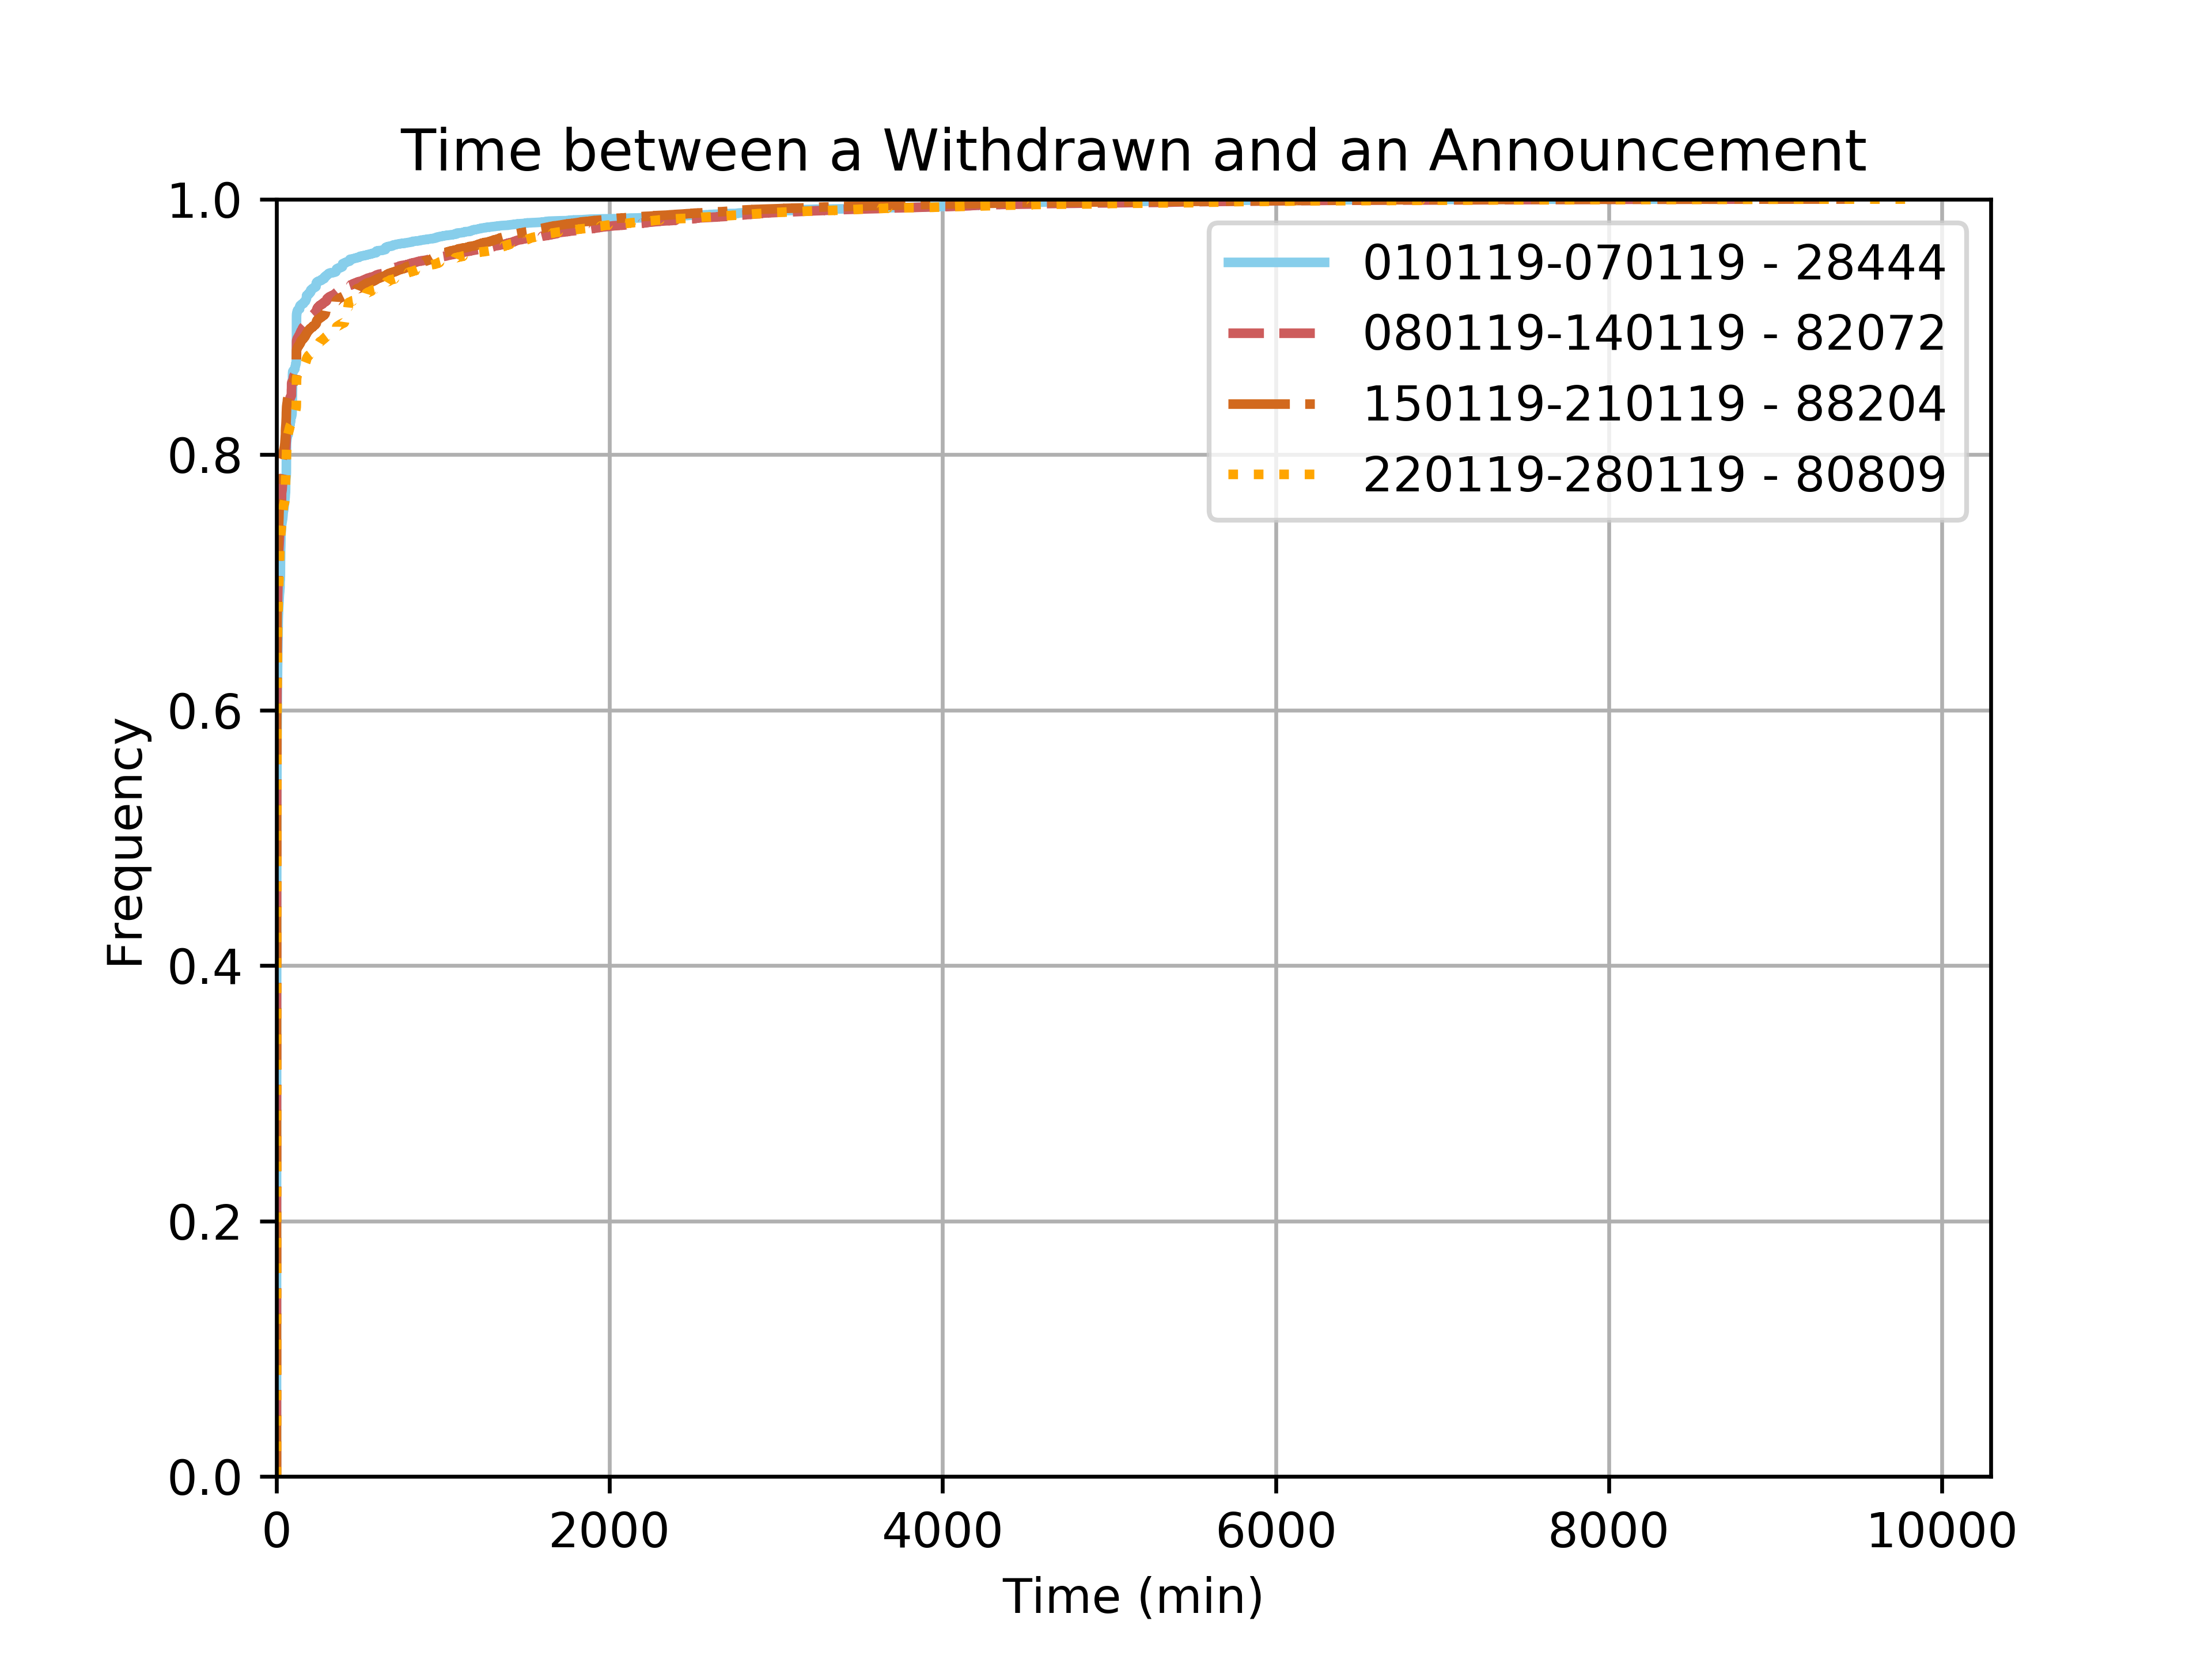 Time between a Withdrawn and an Announcement
1.0
0.8
0.6
0.4
0.2
0.0
Frequency
010119-070119 - 28444
080119-140119 - 82072
150119-210119 - 88204
220119-280119 - 80809
0 2000 4000 6000 8000 10000
Time (min)